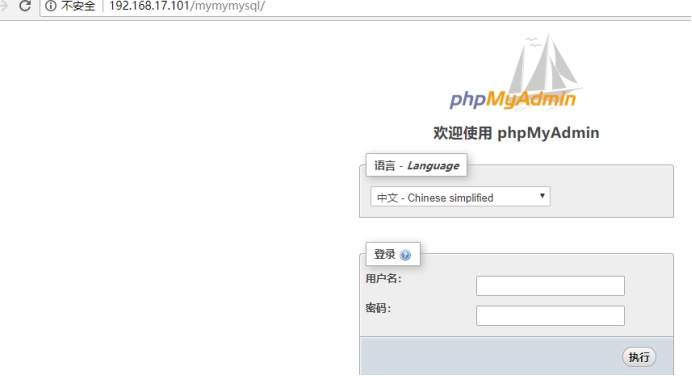 不安全 | 192.168.17.101/mymymysql/
phpMyAdmin
欢迎使用 phpMyAdmin
语言 - Language
中文 - Chinese simplified
登录
用户名：
密码：
执行